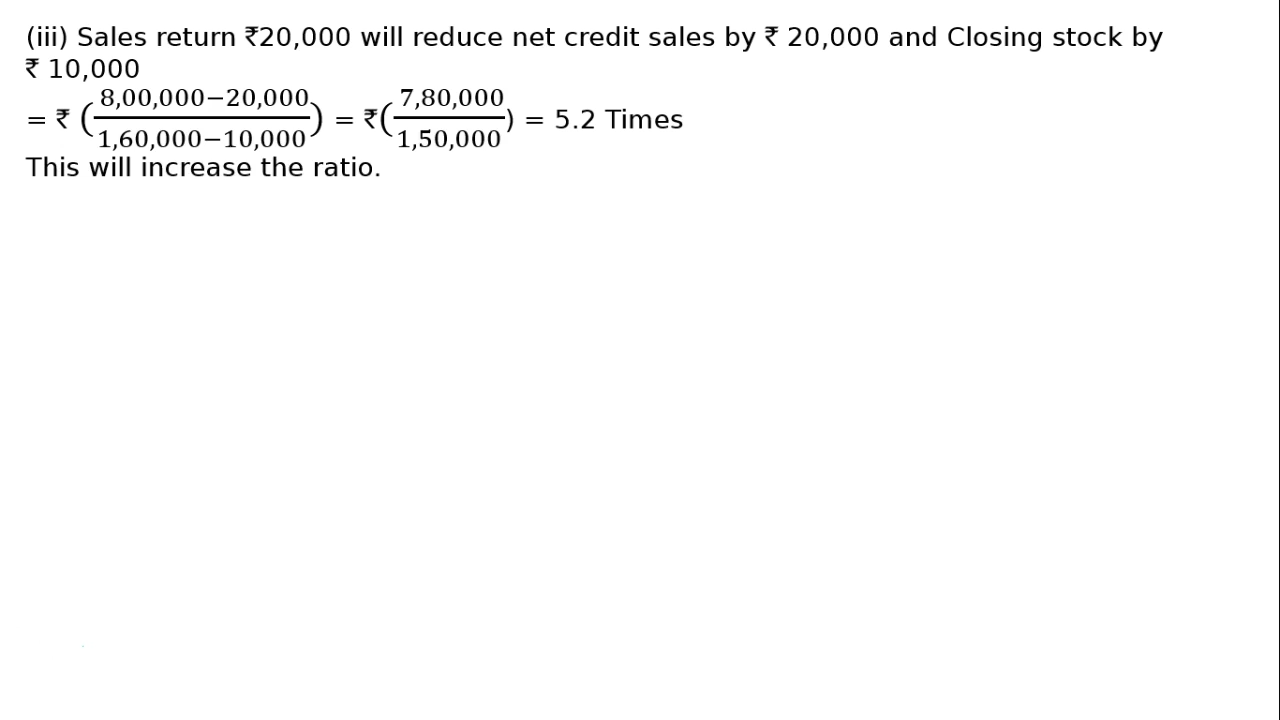 (iii) Sales return ₹20,000 will reduce net credit sales by ₹ 20,000 and Closing stock by
₹ 10,000
= ₹ (8,00,000−20,000/1,60,000−10,000) = ₹(7,80,000/1,50,000) = 5.2 Times
This will increase the ratio.